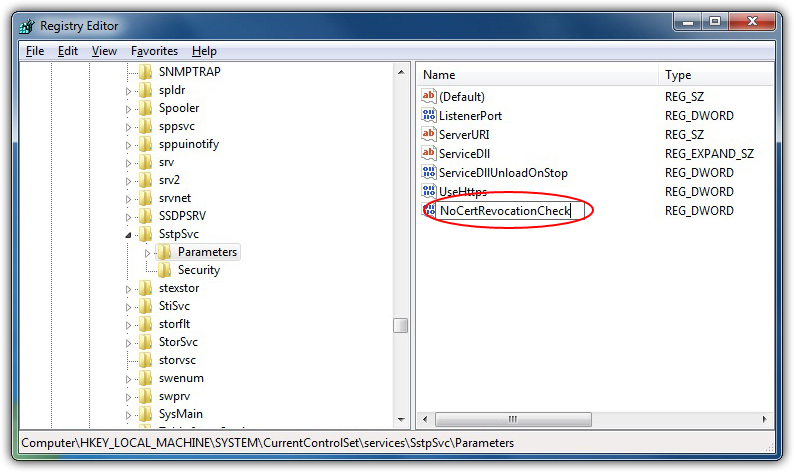 Registry Editor
File Edit View Favorites Help
SNMPTRAP
spldr
Spooler
sppsvc
sppuinotify
srv
srv2
srvnet
SSDPSRV
SstpSvc
Parameters
Security
stexstor
StiSvc
storflt
StorSvc
storvsc
swenum
swprv
SysMain
Name Type
(Default) REG_SZ
ListenerPort REG_DWORD
ServerURI REG_SZ
ServiceDll REG_EXPAND_SZ
ServiceDllUnloadOnStop REG_DWORD
UseHttps REG_DWORD
NoCertRevocationCheck REG_DWORD
Computer\HKEY_LOCAL_MACHINE\SYSTEM\CurrentControlSet\services\SstpSvc\Parameters